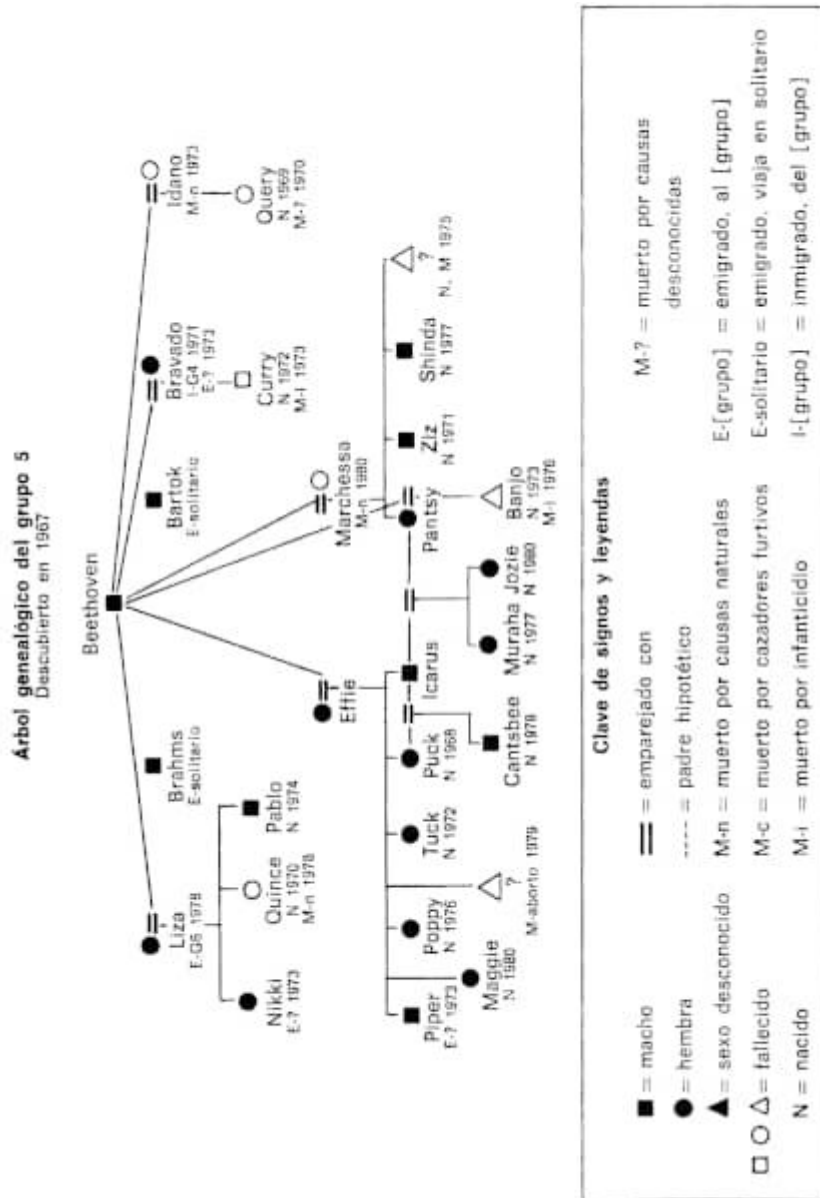 Árbol genealógico del grupo 5
Descubierto en 1967
Beethoven
Brahms
E-solitario
Bartok
E-solitario
Bravado
I-G4 1971
E-? 1973
Idano
M-n 1973
Liza
E-G6 1978
Effie
Marchessa
M-n 1980
Curry
N 1972
M-i 1973
Query
N 1969
M-? 1970
Nikki
E-? 1973
Quince
N 1970
M-n 1978
Pablo
N 1974
Piper
E-? 1973
Maggie
N 1980
Poppy
N 1976
?
M-aborto 1979
Tuck
N 1972
Puck
N 1968
Icarus
Pantsy
Ziz
N 1971
Shinda
N 1977
?
N, M 1975
Cantsbee
N 1978
Muraha
N 1977
Jozie
N 1980
Banjo
N 1973
M-i 1976
Clave de signos y leyendas
= macho
= hembra
= sexo desconocido
= fallecido
N = nacido
= emparejado con
---- = padre hipotético
M-n = muerto por causas naturales
M-c = muerto por cazadores furtivos
M-i = muerto por infanticidio
M-? = muerto por causas
desconocidas
E-[grupo] = emigrado, al [grupo]
E-solitario = emigrado, viaja en solitario
I-[grupo] = inmigrado, del [grupo]